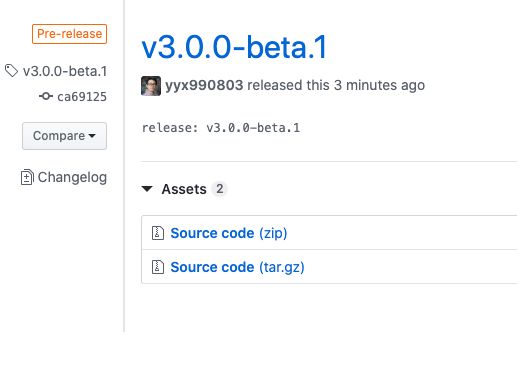 Pre-release
v3.0.0-beta.1
ca69125
Compare
Changelog
v3.0.0-beta.1
yyx990803 released this 3 minutes ago
release: v3.0.0-beta.1
Assets 2
Source code (zip)
Source code (tar.gz)